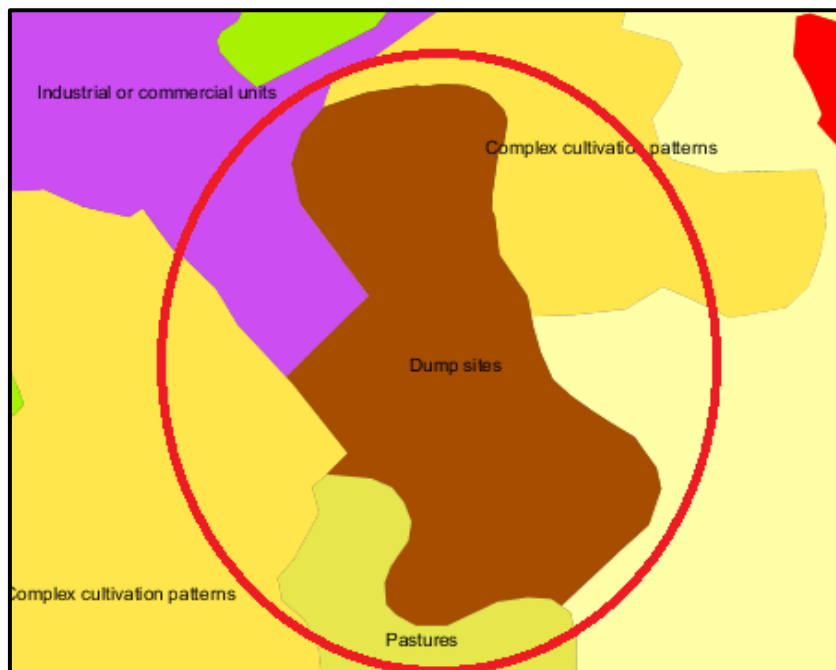 Industrial or commercial units
Complex cultivation patterns
Dump sites
Complex cultivation patterns
Pastures